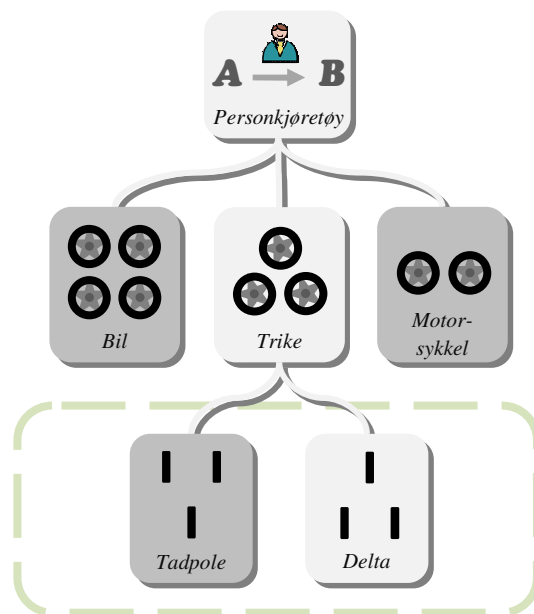 A B
Personkjøretøy
Bil
Trike
Motor-
sykkel
Tadpole
Delta